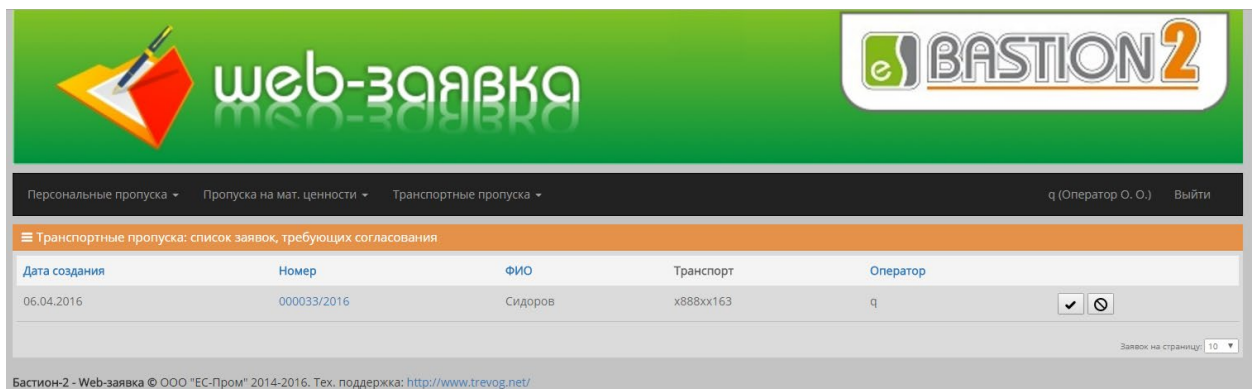 web-заявка
es BASTION 2
Персональные пропуска Пропуска на мат. ценности Транспортные пропуска q (Оператор О. О.) Выйти
Транспортные пропуска: список заявок, требующих согласования
Дата создания Номер ФИО Транспорт Оператор
06.04.2016 000033/2016 Сидоров х888хх163 q
Заявок на страницу: 10
Бастион-2 - Web-заявка © ООО "ЕС-Пром" 2014-2016. Тех. поддержка: http://www.trevog.net/